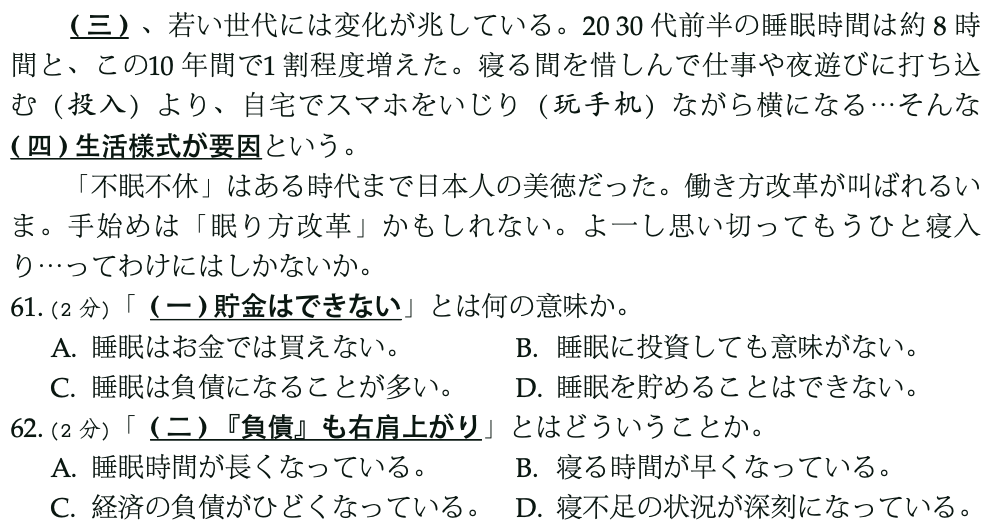 (三)、若い世代には変化が兆している。20 30 代前半の睡眠時間は約 8 時
間と、この10 年間で1 割程度増えた。寝る間を惜しんで仕事や夜遊びに打ち込
む（投入）より、自宅でスマホをいじり（玩手机）ながら横になる…そんな
(四)生活様式が要因という。
「不眠不休」はある時代まで日本人の美徳だった。働き方改革が叫ばれるい
ま。手始めは「眠り方改革」かもしれない。よーし思い切ってもうひと寝入
り…ってわけにはしかないか。
61. (2 分)「(一)貯金はできない」とは何の意味か。
A. 睡眠はお金では買えない。 B. 睡眠に投資しても意味がない。
C. 睡眠は負債になることが多い。 D. 睡眠を貯めることはできない。
62. (2 分)「(二)『負債』も右肩上がり」とはどういうことか。
A. 睡眠時間が長くなっている。 B. 寝る時間が早くなっている。
C. 経済の負債がひどくなっている。 D. 寝不足の状況が深刻になっている。